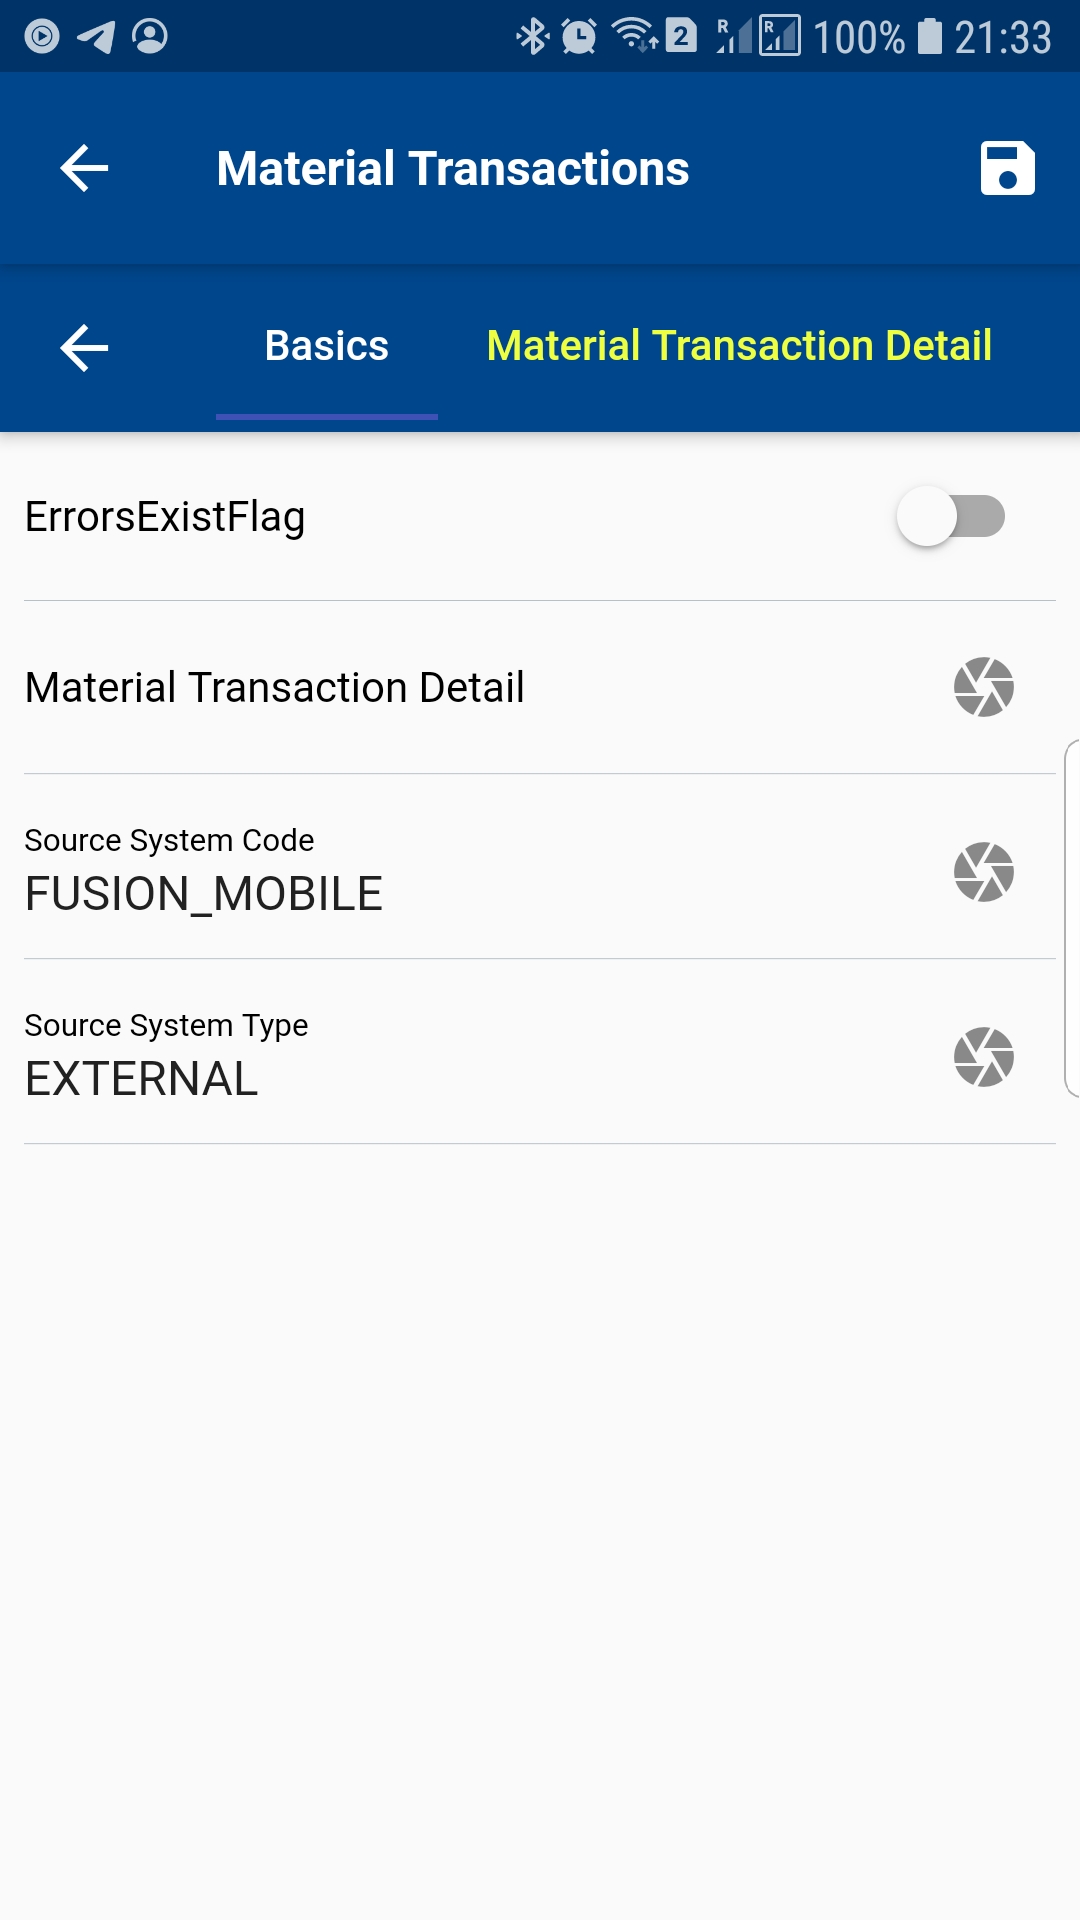 2 R R 100% 21:33
Material Transactions
Basics Material Transaction Detail
ErrorsExistFlag
Material Transaction Detail
Source System Code
FUSION_MOBILE
Source System Type
EXTERNAL